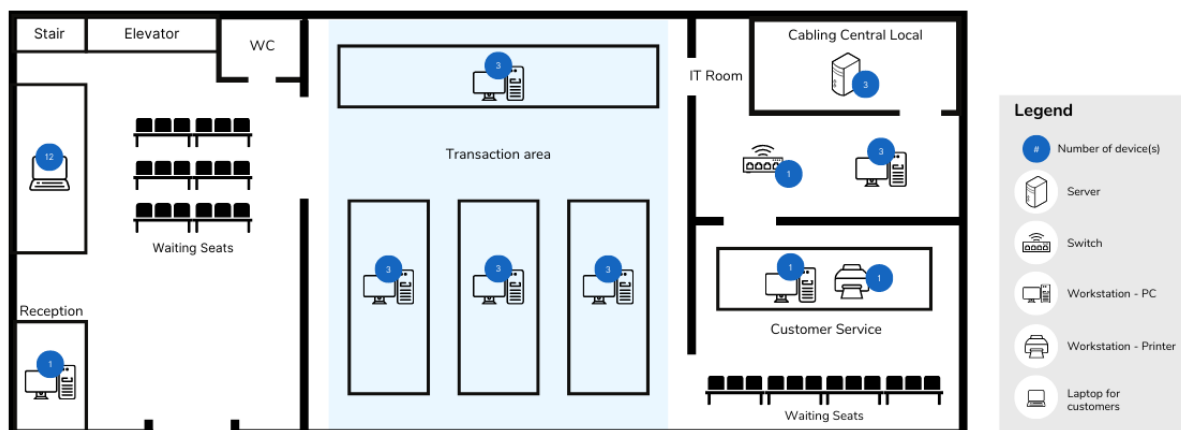 Stair
Elevator
WC
3
Cabling Central Local
3
IT Room
12
Transaction area
1
3
Waiting Seats
3
3
3
1
1
Reception
Customer Service
1
Waiting Seats
Legend
# Number of device(s)
Server
Switch
Workstation - PC
Workstation - Printer
Laptop for
customers